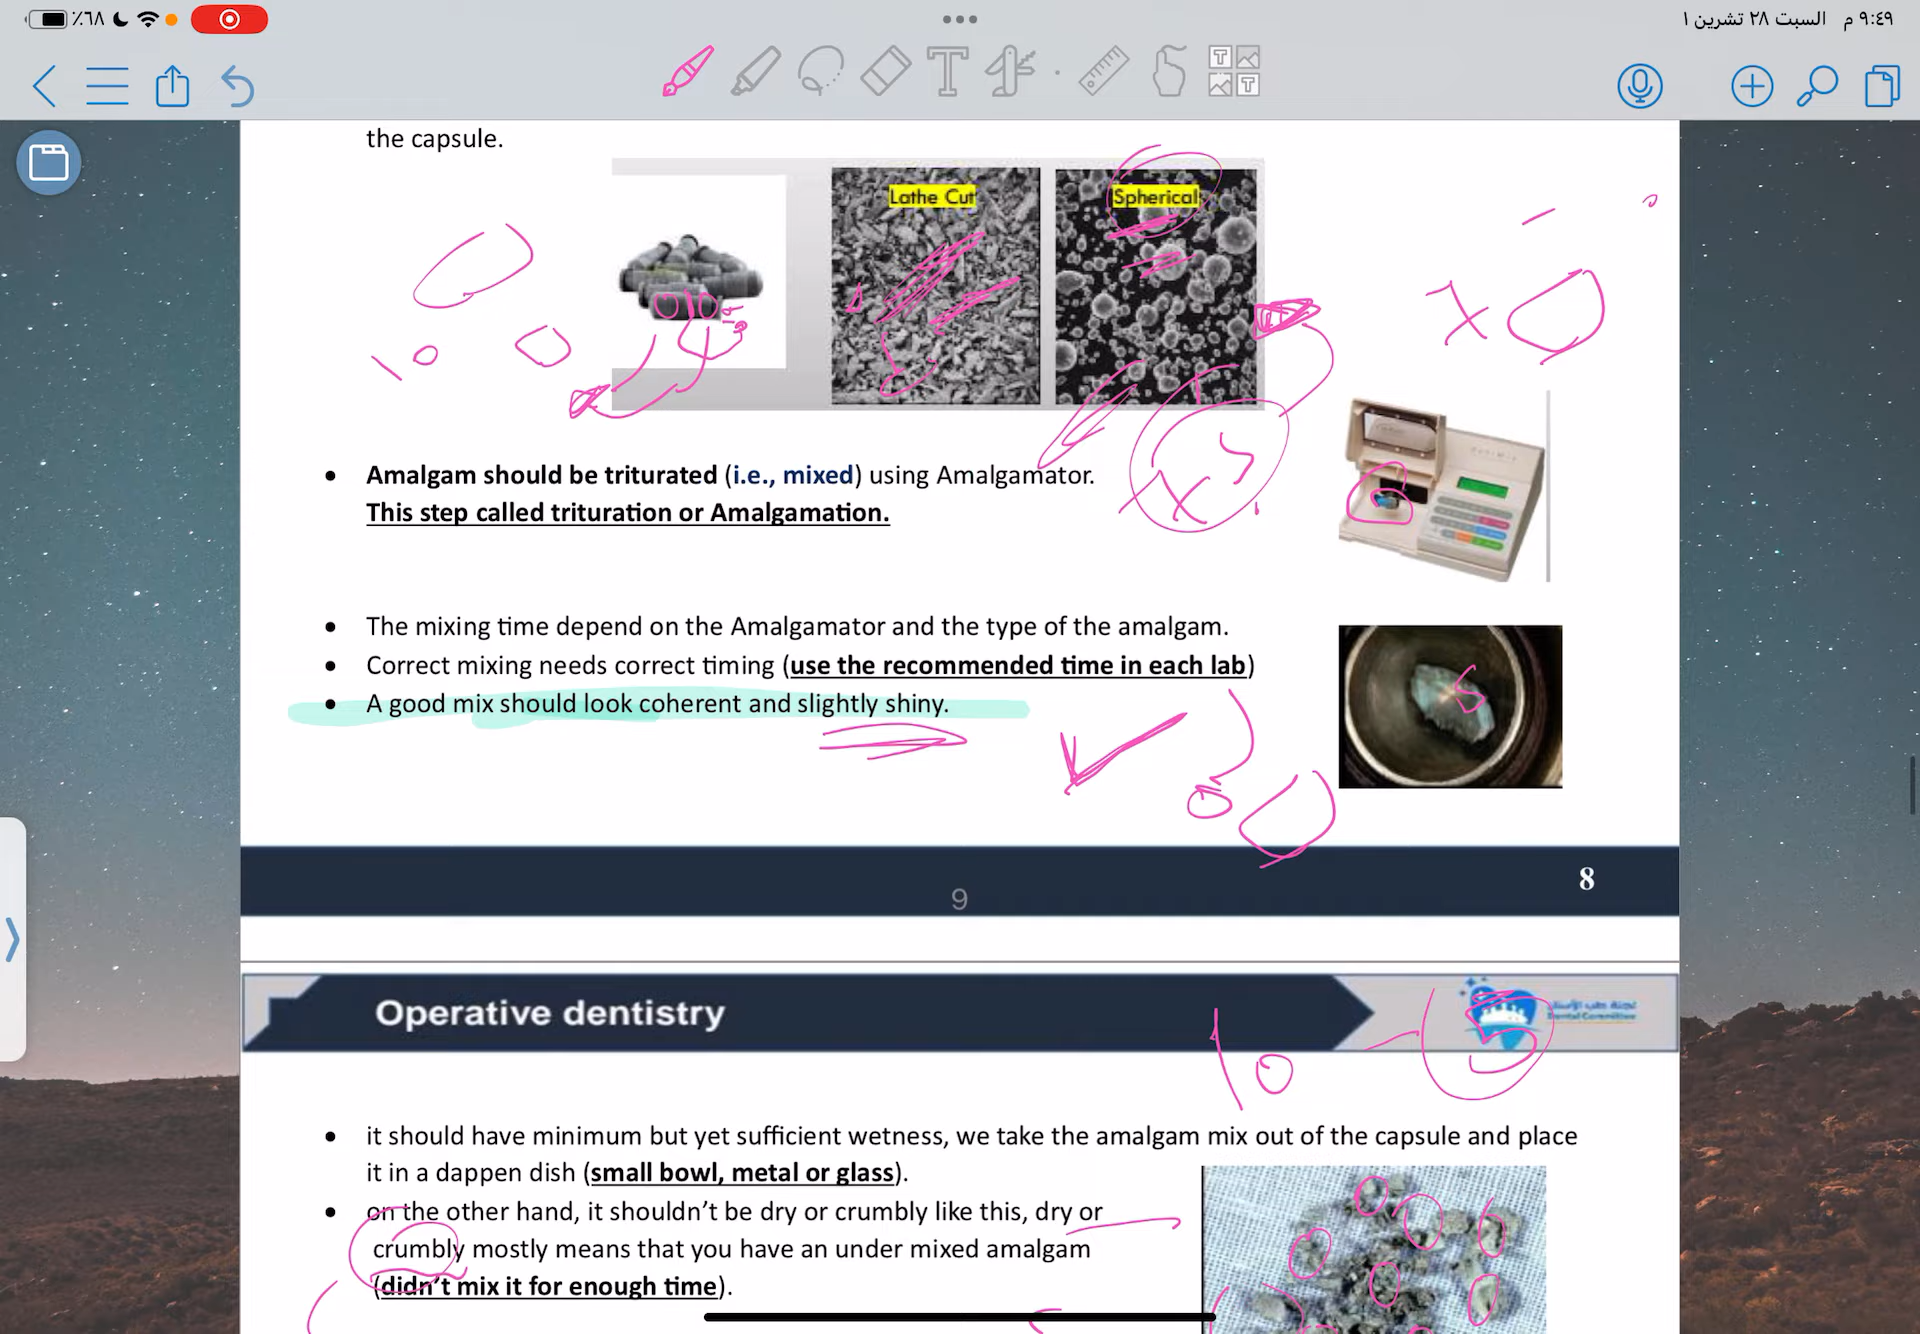 ٪٦٨
السبت ٢٨ تشرين ١
٩:٤٩ م
the capsule.
Lathe Cut
Spherical
10
• Amalgam should be triturated (i.e., mixed) using Amalgamator.
This step called trituration or Amalgamation.
• The mixing time depend on the Amalgamator and the type of the amalgam.
• Correct mixing needs correct timing (use the recommended time in each lab)
• A good mix should look coherent and slightly shiny.
8
9
Operative dentistry
Dental Committee
10 - 5
• it should have minimum but yet sufficient wetness, we take the amalgam mix out of the capsule and place
it in a dappen dish (small bowl, metal or glass).
• on the other hand, it shouldn't be dry or crumbly like this, dry or
crumbly mostly means that you have an under mixed amalgam
(didn't mix it for enough time).